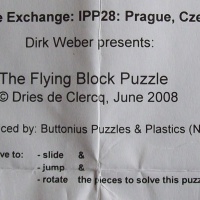 e Exchange: IPP28: Prague, Cze
Dirk Weber presents:
The Flying Block Puzzle
© Dries de Clercq, June 2008
ced by: Buttonius Puzzles & Plastics (N
ve to: - slide &
- jump &
- rotate the pieces to solve this puzz